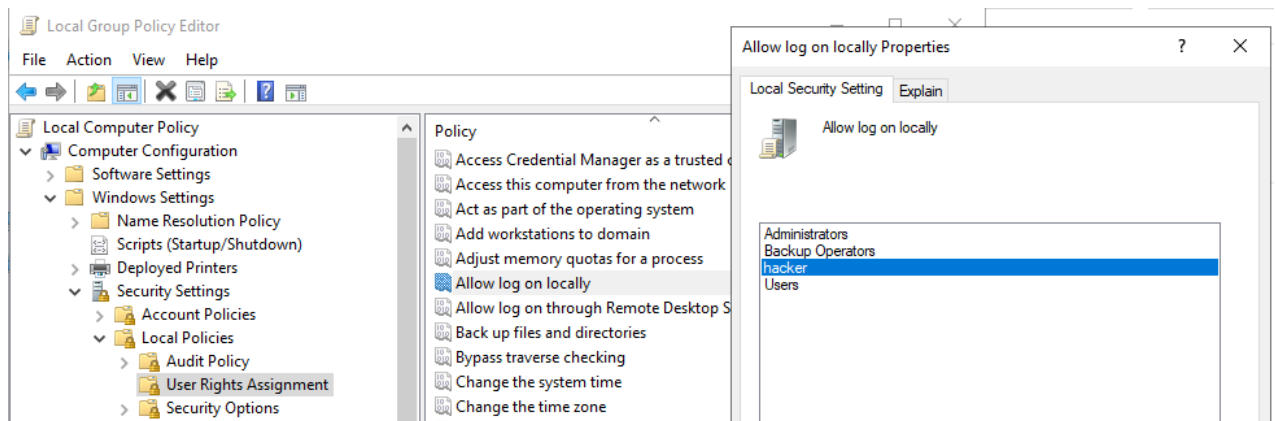 Local Group Policy Editor
File Action View Help
Local Computer Policy
Computer Configuration
Software Settings
Windows Settings
Name Resolution Policy
Scripts (Startup/Shutdown)
Deployed Printers
Security Settings
Account Policies
Local Policies
Audit Policy
User Rights Assignment
Security Options
Policy
Access Credential Manager as a trusted c
Access this computer from the network
Act as part of the operating system
Add workstations to domain
Adjust memory quotas for a process
Allow log on locally
Allow log on through Remote Desktop S
Back up files and directories
Bypass traverse checking
Change the system time
Change the time zone
Allow log on locally Properties
Local Security Setting Explain
Allow log on locally
Administrators
Backup Operators
hacker
Users